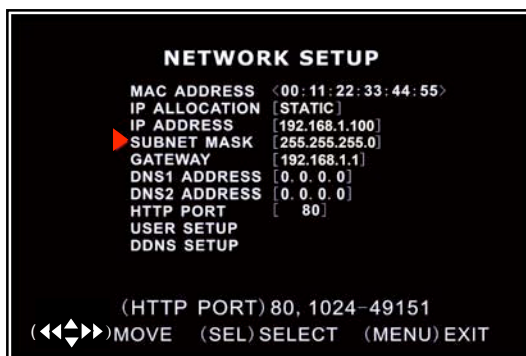 NETWORK SETUP
MAC ADDRESS <00:11:22:33:44:55>
IP ALLOCATION [STATIC]
IP ADDRESS [192.168.1.100]
SUBNET MASK [255.255.255.0]
GATEWAY [192.168.1.1]
DNS1 ADDRESS [0.0.0.0]
DNS2 ADDRESS [0.0.0.0]
HTTP PORT [ 80]
USER SETUP
DDNS SETUP
(HTTP PORT) 80, 1024-49151
(◀◀▲▼▶▶)MOVE (SEL)SELECT (MENU)EXIT